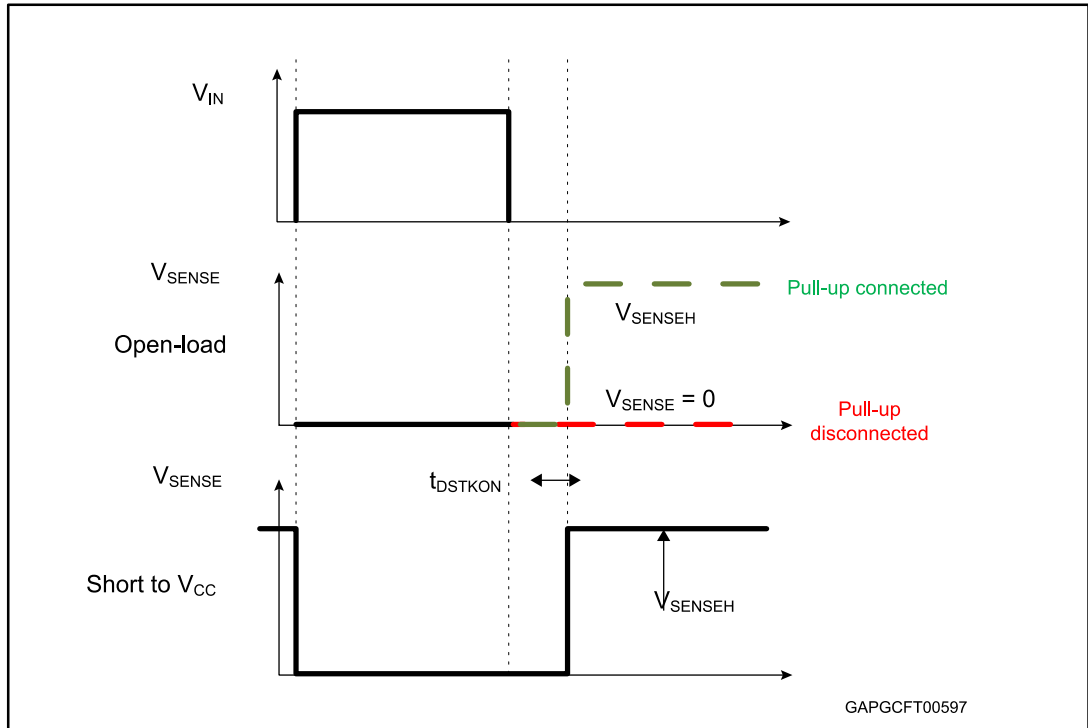 VIN
VSENSE
Pull-up connected
VSENSEH
Open-load
VSENSE = 0
Pull-up
disconnected
VSENSE
tDSTKON
Short to VCC
VSENSEH
GAPGCFT00597